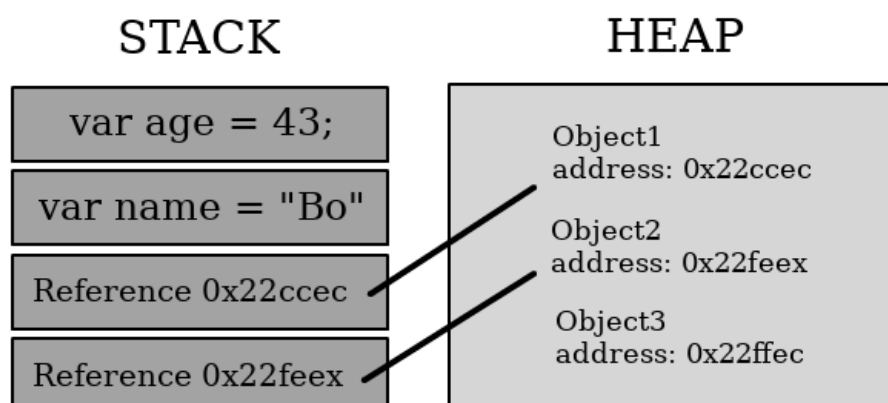 STACK
var age = 43;
var name = "Bo"
Reference 0x22ccec
Reference 0x22feex
HEAP
Object1
address: 0x22ccec
Object2
address: 0x22feex
Object3
address: 0x22ffec